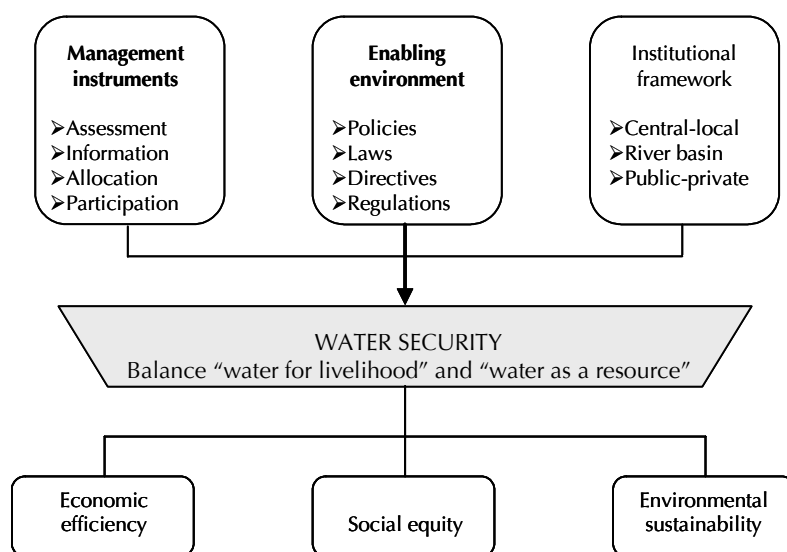 Management
instruments
➢Assessment
➢Information
➢Allocation
➢Participation
Enabling
environment
➢Policies
➢Laws
➢Directives
➢Regulations
Institutional
framework
➢Central-local
➢River basin
➢Public-private
WATER SECURITY
Balance “water for livelihood” and “water as a resource”
Economic
efficiency
Social equity
Environmental
sustainability